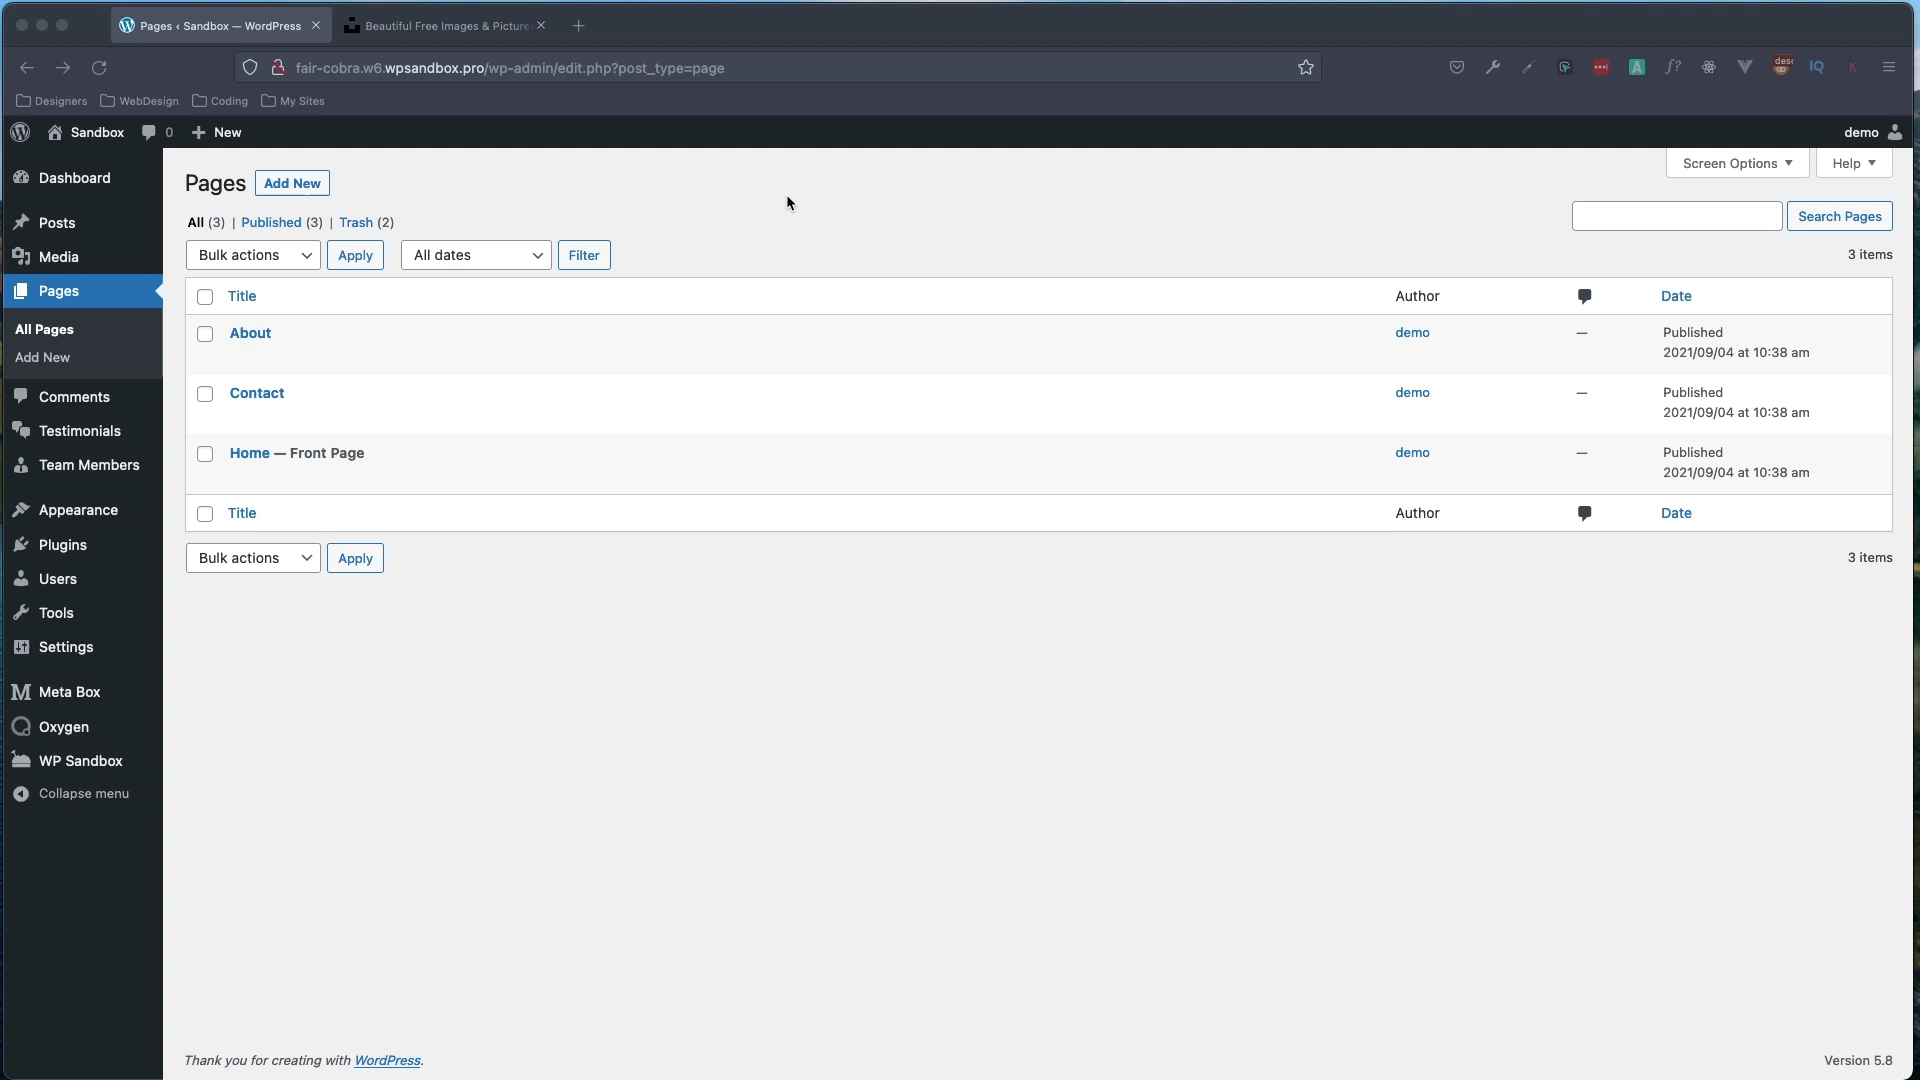 Pages ‹ Sandbox — WordPress
Beautiful Free Images & Picture
fair-cobra.w6.wpsandbox.pro/wp-admin/edit.php?post_type=page
Designers WebDesign Coding My Sites
Sandbox 0 New demo
Screen Options Help
Dashboard
Posts
Media
Pages
All Pages
Add New
Comments
Testimonials
Team Members
Appearance
Plugins
Users
Tools
Settings
Meta Box
Oxygen
WP Sandbox
Collapse menu
Pages Add New
All (3) | Published (3) | Trash (2)
Search Pages
Bulk actions Apply All dates Filter 3 items
Title Author Date
About demo — Published
2021/09/04 at 10:38 am
Contact demo — Published
2021/09/04 at 10:38 am
Home — Front Page demo — Published
2021/09/04 at 10:38 am
Title Author Date
Bulk actions Apply 3 items
Thank you for creating with WordPress. Version 5.8